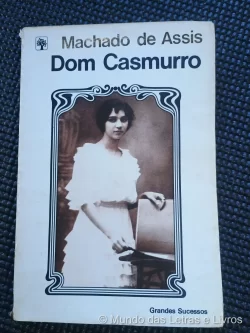 Machado de Assis
Dom Casmurro
Grandes Sucessos
© Mundo das Letras e Livros